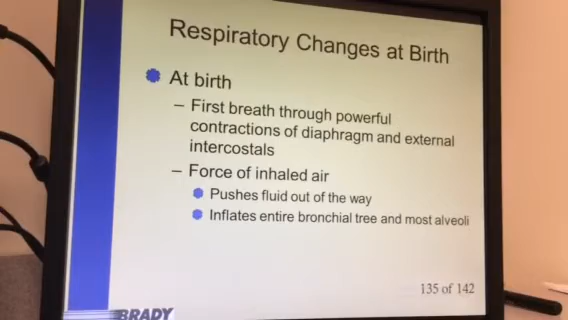 Respiratory Changes at Birth
At birth
– First breath through powerful
contractions of diaphragm and external
intercostals
– Force of inhaled air
Pushes fluid out of the way
Inflates entire bronchial tree and most alveoli
135 of 142
BRADY